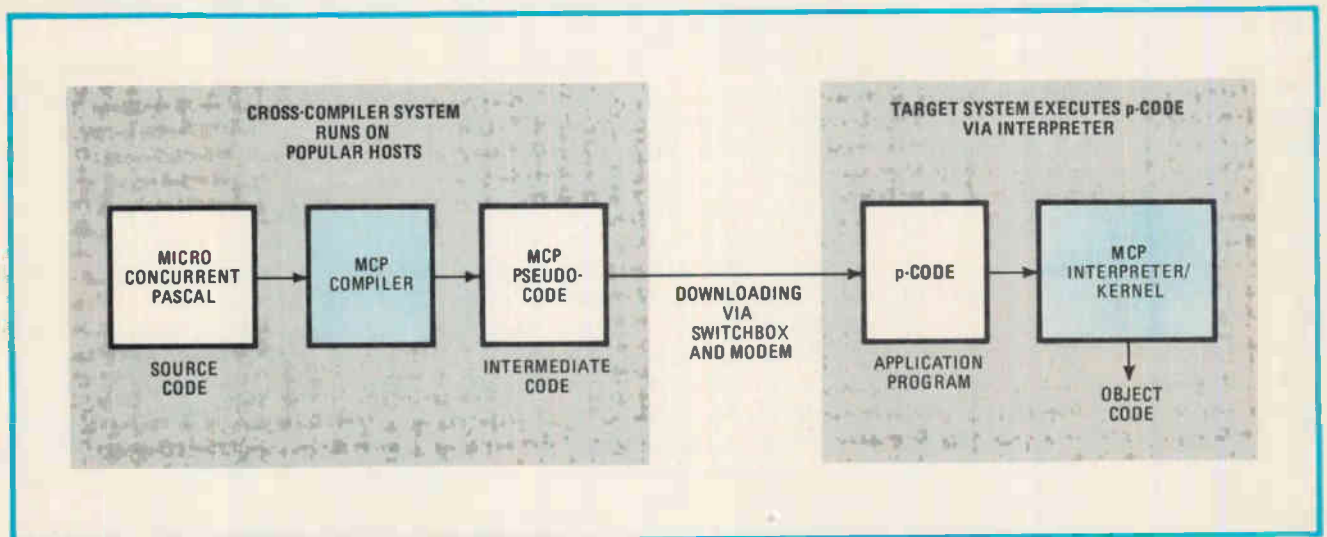 CROSS-COMPILER SYSTEM
RUNS ON
POPULAR HOSTS
MICRO
CONCURRENT
PASCAL
SOURCE
CODE
MCP
COMPILER
MCP
PSEUDO-
CODE
INTERMEDIATE
CODE
DOWNLOADING
VIA
SWITCHBOX
AND MODEM
TARGET SYSTEM EXECUTES p-CODE
VIA INTERPRETER
p-CODE
APPLICATION
PROGRAM
MCP
INTERPRETER/
KERNEL
OBJECT
CODE